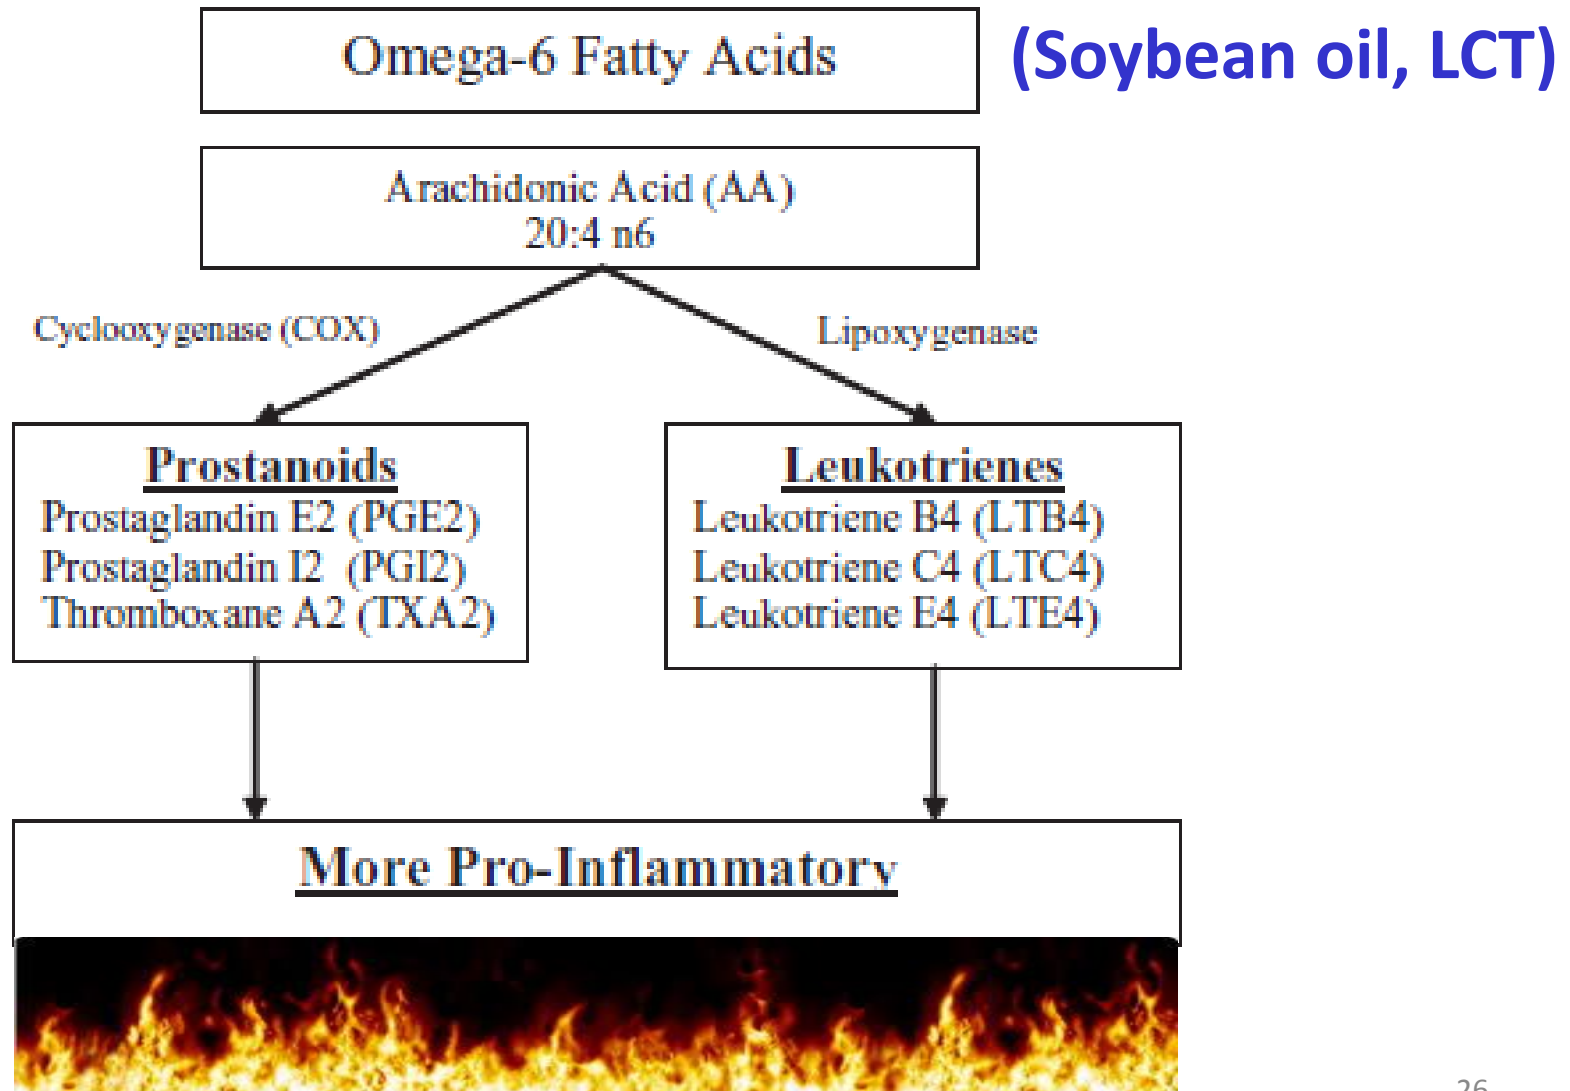 Omega-6 Fatty Acids
(Soybean oil, LCT)
Arachidonic Acid (AA)
20:4 n6
Cyclooxygenase (COX)
Lipoxygenase
Prostanoids
Prostaglandin E2 (PGE2)
Prostaglandin I2 (PGI2)
Thromboxane A2 (TXA2)
Leukotrienes
Leukotriene B4 (LTB4)
Leukotriene C4 (LTC4)
Leukotriene E4 (LTE4)
More Pro-Inflammatory
26